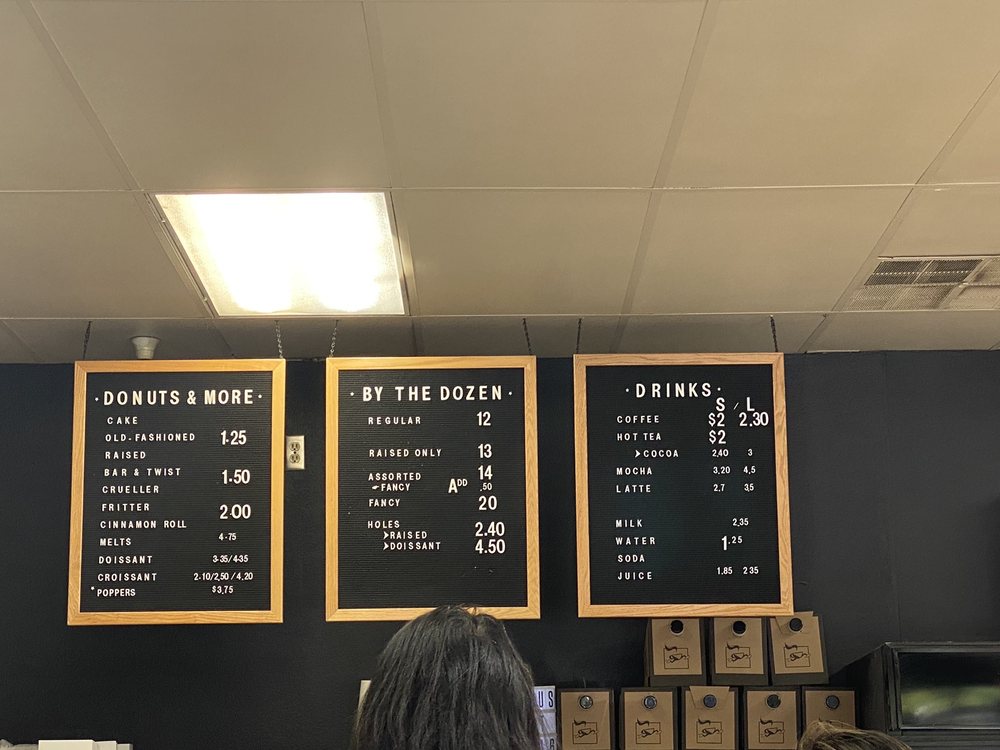 · DONUTS & MORE ·
CAKE
OLD-FASHIONED 1.25
RAISED
BAR & TWIST 1.50
CRUELLER
FRITTER 2.00
CINNAMON ROLL
MELTS 4.75
DOISSANT 3.35/4.35
CROISSANT 2.10/2.50/4.20
* POPPERS $3.75
· BY THE DOZEN ·
REGULAR 12
RAISED ONLY 13
ASSORTED 14
FANCY ADD .50
FANCY 20
HOLES
RAISED 2.40
DOISSANT 4.50
· DRINKS ·
S / L
COFFEE $2 2.30
HOT TEA $2
COCOA 2.40 3
MOCHA 3.20 4.5
LATTE 2.7 3.5
MILK 2.35
WATER 1.25
SODA
JUICE 1.85 2.35
US